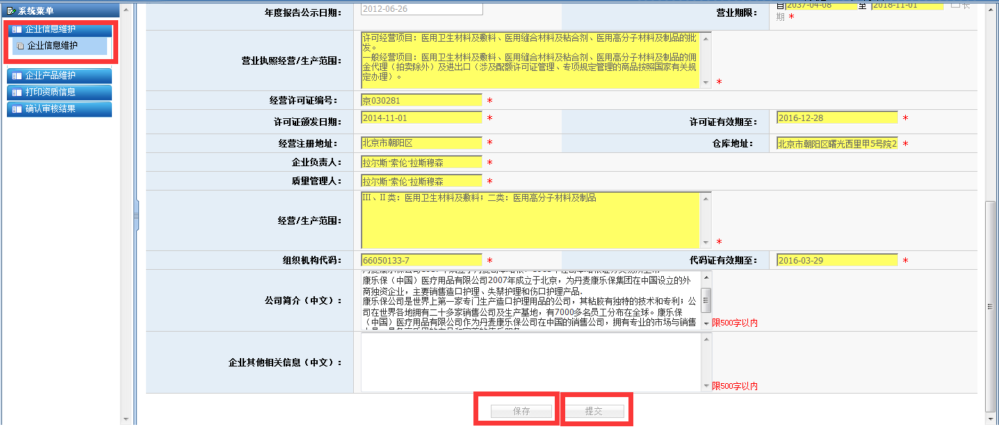 系统菜单
企业信息维护
企业信息维护
企业产品维护
打印资质信息
确认审核结果
年度报告公示日期： 2012-06-26 营业期限： 自 2037-04-08 至 2018-11-01 长
期 *
营业执照经营/生产范围：
许可经营项目：医用卫生材料及敷料、医用缝合材料及粘合剂、医用高分子材料及制品的批
发。
一般经营项目：医用卫生材料及敷料、医用缝合材料及粘合剂、医用高分子材料及制品的佣
金代理（拍卖除外）及进出口（涉及配额许可证管理、专项规定管理的商品按照国家有关规
定办理）。 *
经营许可证编号： 京030281 *
许可证颁发日期： 2014-11-01 * 许可证有效期至： 2016-12-28 *
经营注册地址： 北京市朝阳区 * 仓库地址： 北京市朝阳区曙光西里甲5号院2 *
企业负责人： 拉尔斯·索伦·拉斯穆森 *
质量管理人： 拉尔斯·索伦·拉斯穆森 *
经营/生产范围：
III、II类：医用卫生材料及敷料；二类：医用高分子材料及制品 *
组织机构代码： 66050133-7 * 代码证有效期至： 2016-03-29 *
公司简介（中文）：
康乐保（中国）医疗用品有限公司2007年成立于北京，为丹麦康乐保集团在中国设立的外
商独资企业，主要销售造口护理、失禁护理和伤口护理产品.
康乐保公司是世界上第一家专门生产造口护理用品的公司，其粘胶有独特的技术和专利；公
司在世界各地拥有二十多家销售公司及生产基地，有7000多名员工分布在全球。康乐保
（中国）医疗用品有限公司作为丹麦康乐保公司在中国的销售公司，拥有专业的市场与销售
限500字以内
企业其他相关信息（中文）：
限500字以内
保存 提交